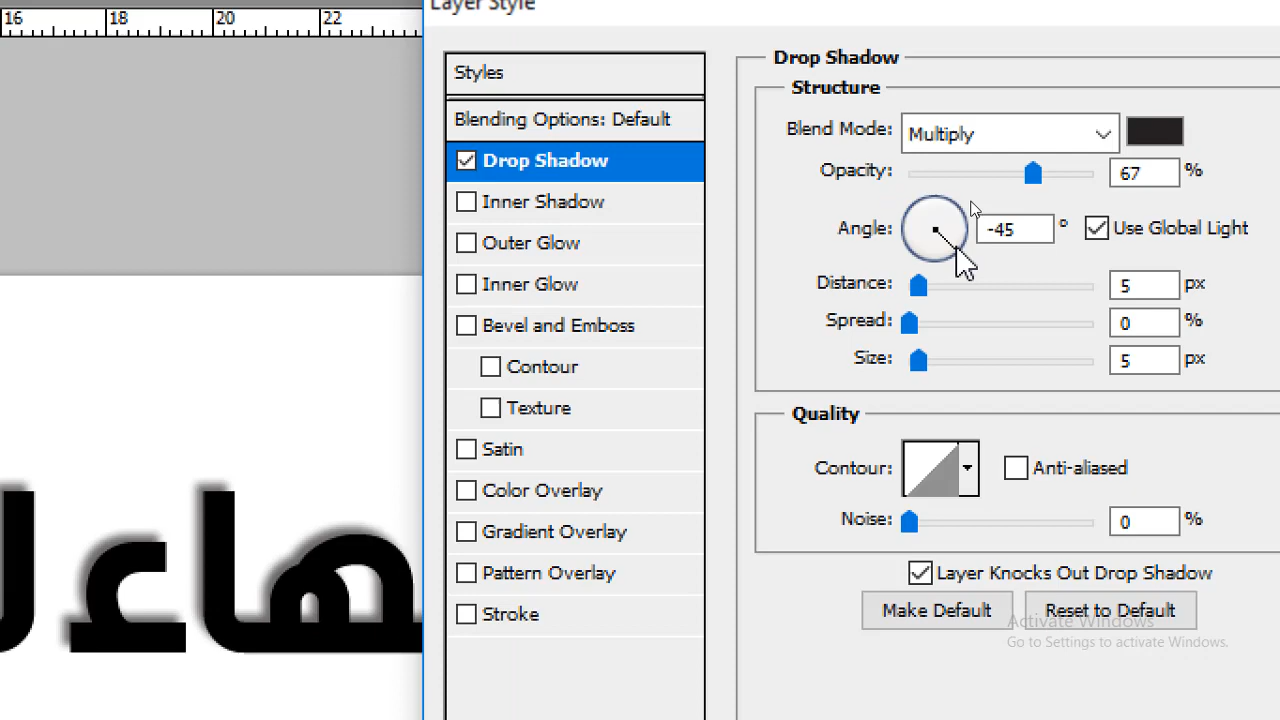 16 18 20 22
Layer Style
Styles
Blending Options: Default
Drop Shadow
Inner Shadow
Outer Glow
Inner Glow
Bevel and Emboss
Contour
Texture
Satin
Color Overlay
Gradient Overlay
Pattern Overlay
Stroke
Drop Shadow
Structure
Blend Mode: Multiply
Opacity: 67 %
Angle: -45 ° Use Global Light
Distance: 5 px
Spread: 0 %
Size: 5 px
Quality
Contour: Anti-aliased
Noise: 0 %
Layer Knocks Out Drop Shadow
Make Default Reset to Default
Activate Windows
Go to Settings to activate Windows.